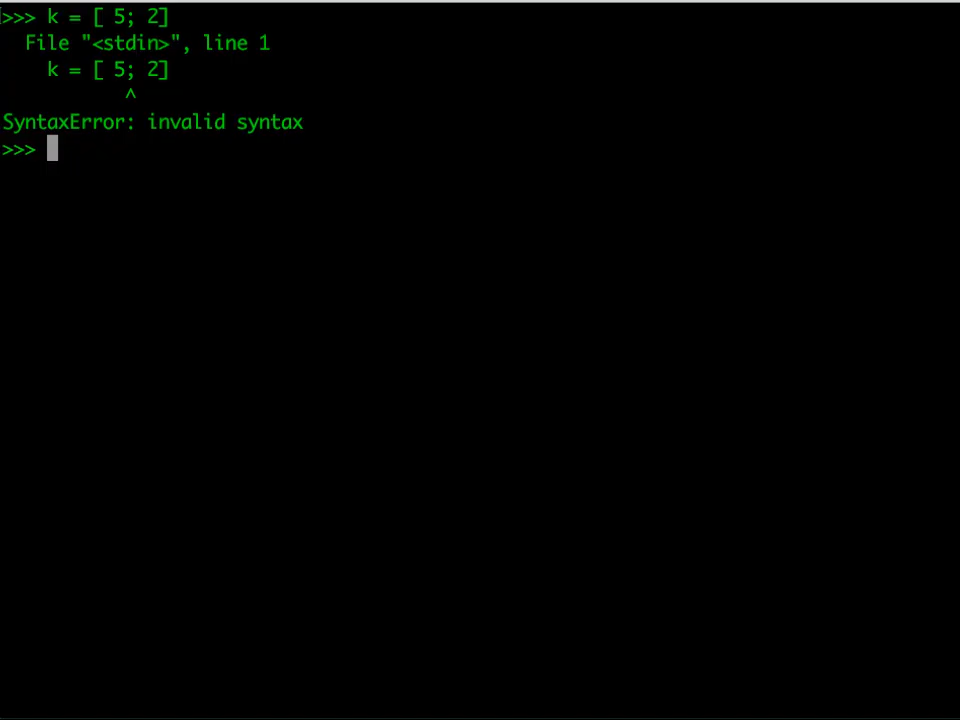 >>> k = [ 5; 2]
  File "<stdin>", line 1
    k = [ 5; 2]
           ^
SyntaxError: invalid syntax
>>>